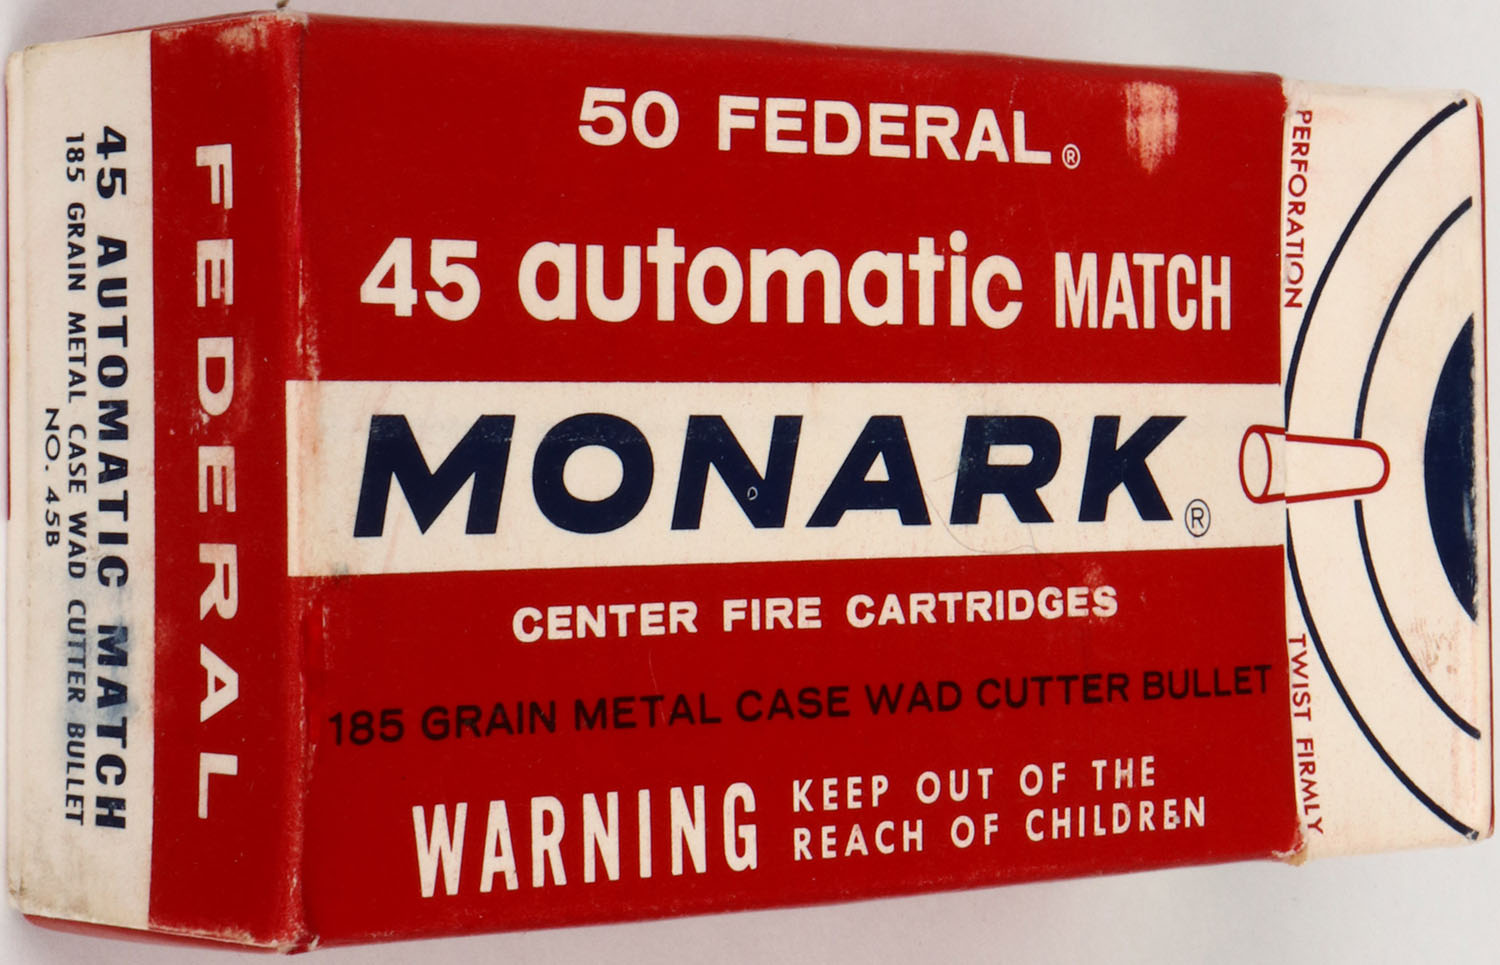 50 FEDERAL®
45 automatic MATCH
MONARK®
CENTER FIRE CARTRIDGES
185 GRAIN METAL CASE WAD CUTTER BULLET
WARNING KEEP OUT OF THE
REACH OF CHILDREN
FEDERAL
45 AUTOMATIC MATCH
185 GRAIN METAL CASE WAD CUTTER BULLET
NO. 45B
PERFORATION
TWIST FIRMLY